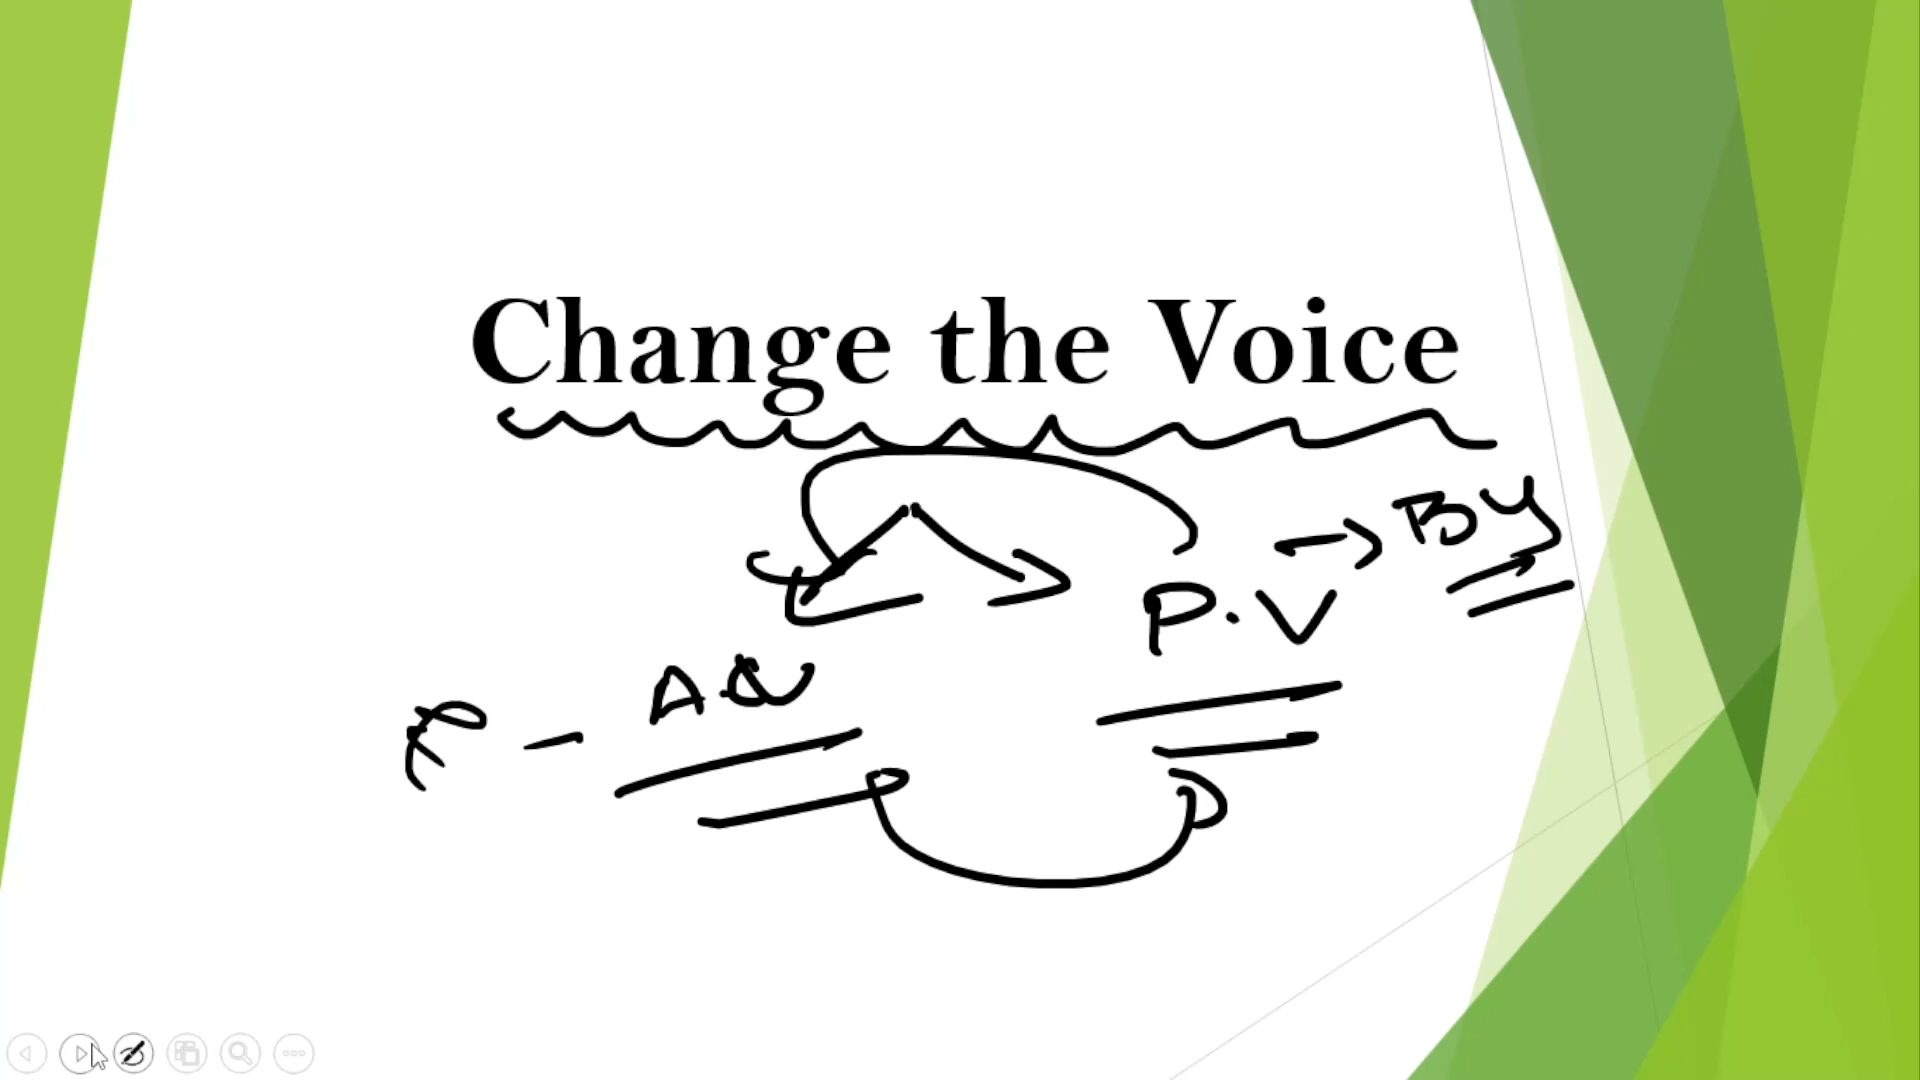 Change the Voice
P.V → BY